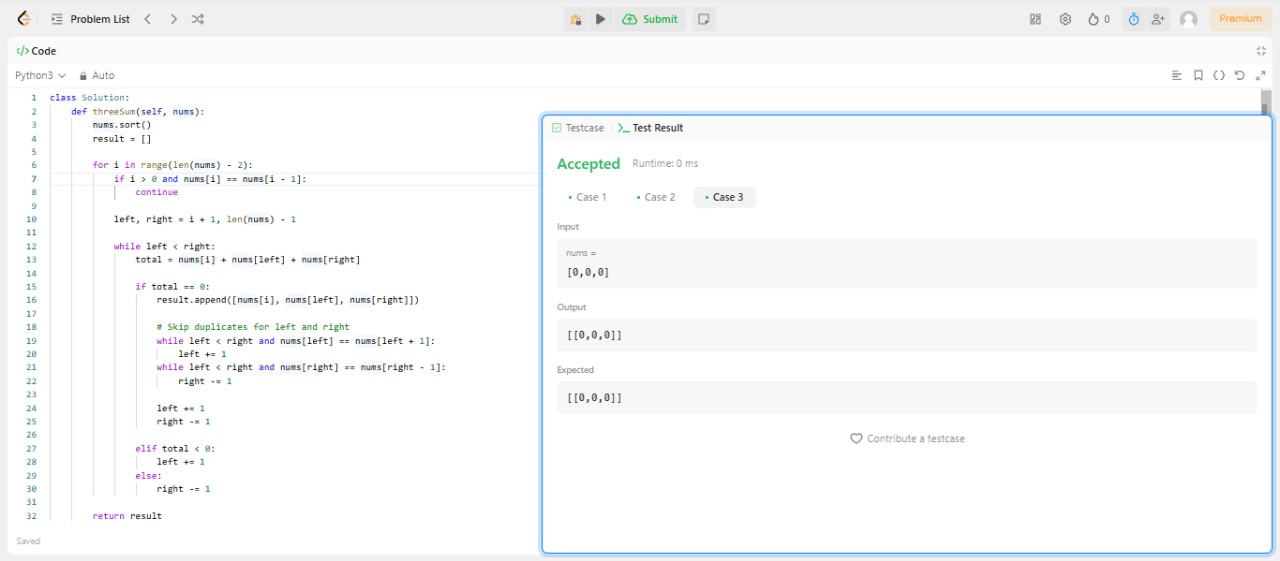 Problem List
Submit
0
Premium
</> Code
Python3
Auto
1 class Solution:
2 def threeSum(self, nums):
3 nums.sort()
4 result = []
5
6 for i in range(len(nums) - 2):
7 if i > 0 and nums[i] == nums[i - 1]:
8 continue
9
10 left, right = i + 1, len(nums) - 1
11
12 while left < right:
13 total = nums[i] + nums[left] + nums[right]
14
15 if total == 0:
16 result.append([nums[i], nums[left], nums[right]])
17
18 # Skip duplicates for left and right
19 while left < right and nums[left] == nums[left + 1]:
20 left += 1
21 while left < right and nums[right] == nums[right - 1]:
22 right -= 1
23
24 left += 1
25 right -= 1
26
27 elif total < 0:
28 left += 1
29 else:
30 right -= 1
31
32 return result
Saved
Testcase
Test Result
Accepted Runtime: 0 ms
Case 1
Case 2
Case 3
Input
nums =
[0,0,0]
Output
[[0,0,0]]
Expected
[[0,0,0]]
Contribute a testcase